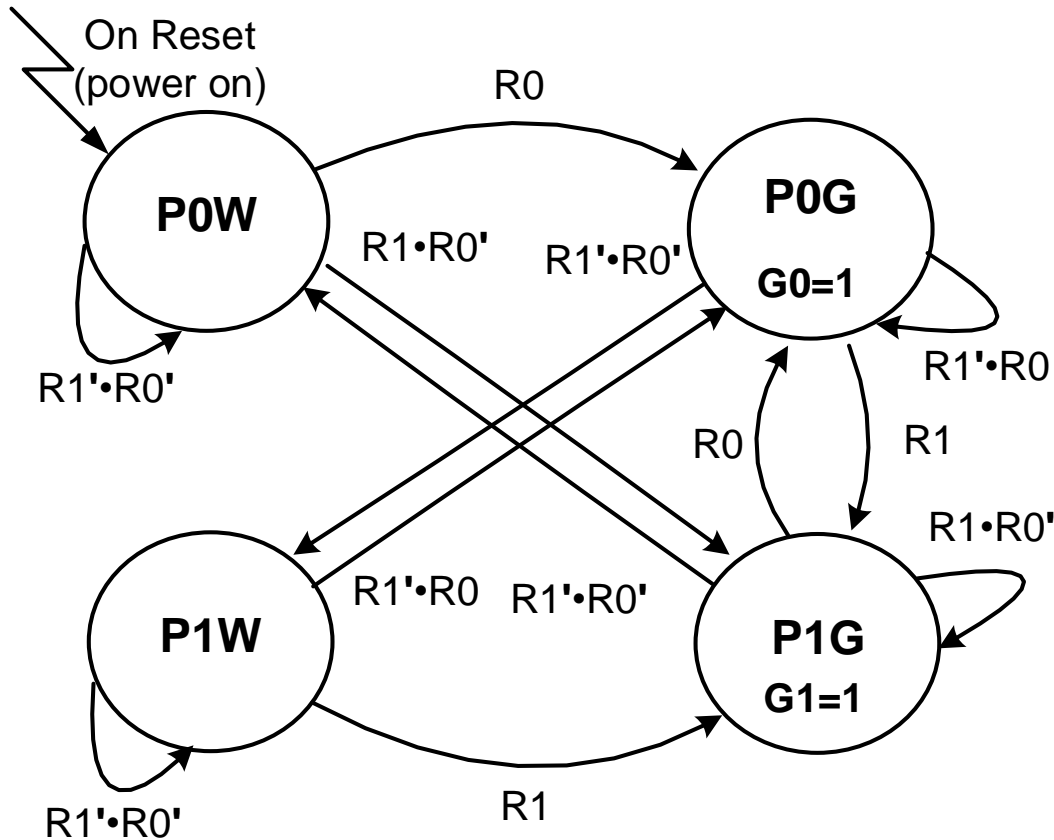 On Reset
(power on)
R0
P0W
P0G
G0=1
R1•R0'
R1'•R0'
R1'•R0'
R1'•R0
R0
R1
R1•R0'
R1'•R0
R1'•R0'
P1W
P1G
G1=1
R1'•R0'
R1